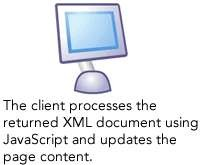 The client processes the
returned XML document using
JavaScript and updates the
page content.